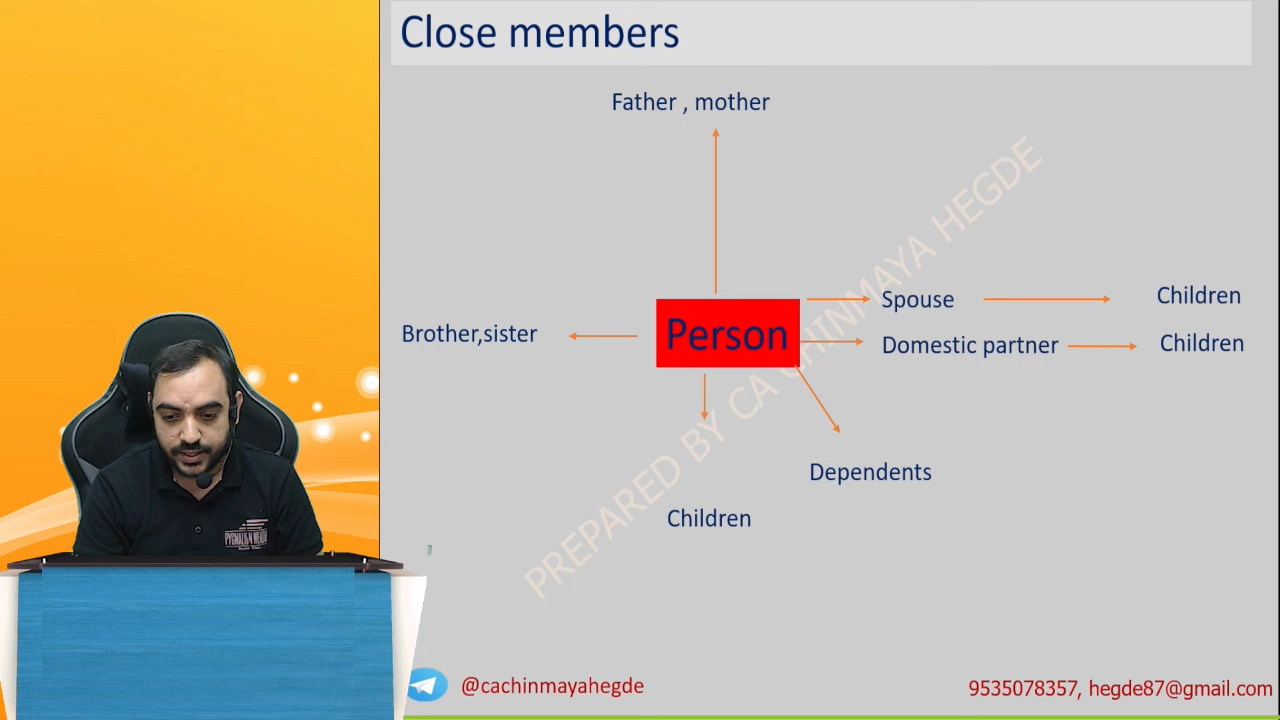 Close members
Father , mother
Spouse
Children
Brother,sister
Person
Domestic partner
Children
Dependents
Children
PREPARED BY CA CHINMAYA HEGDE
@cachinmayahegde
9535078357, hegde87@gmail.com